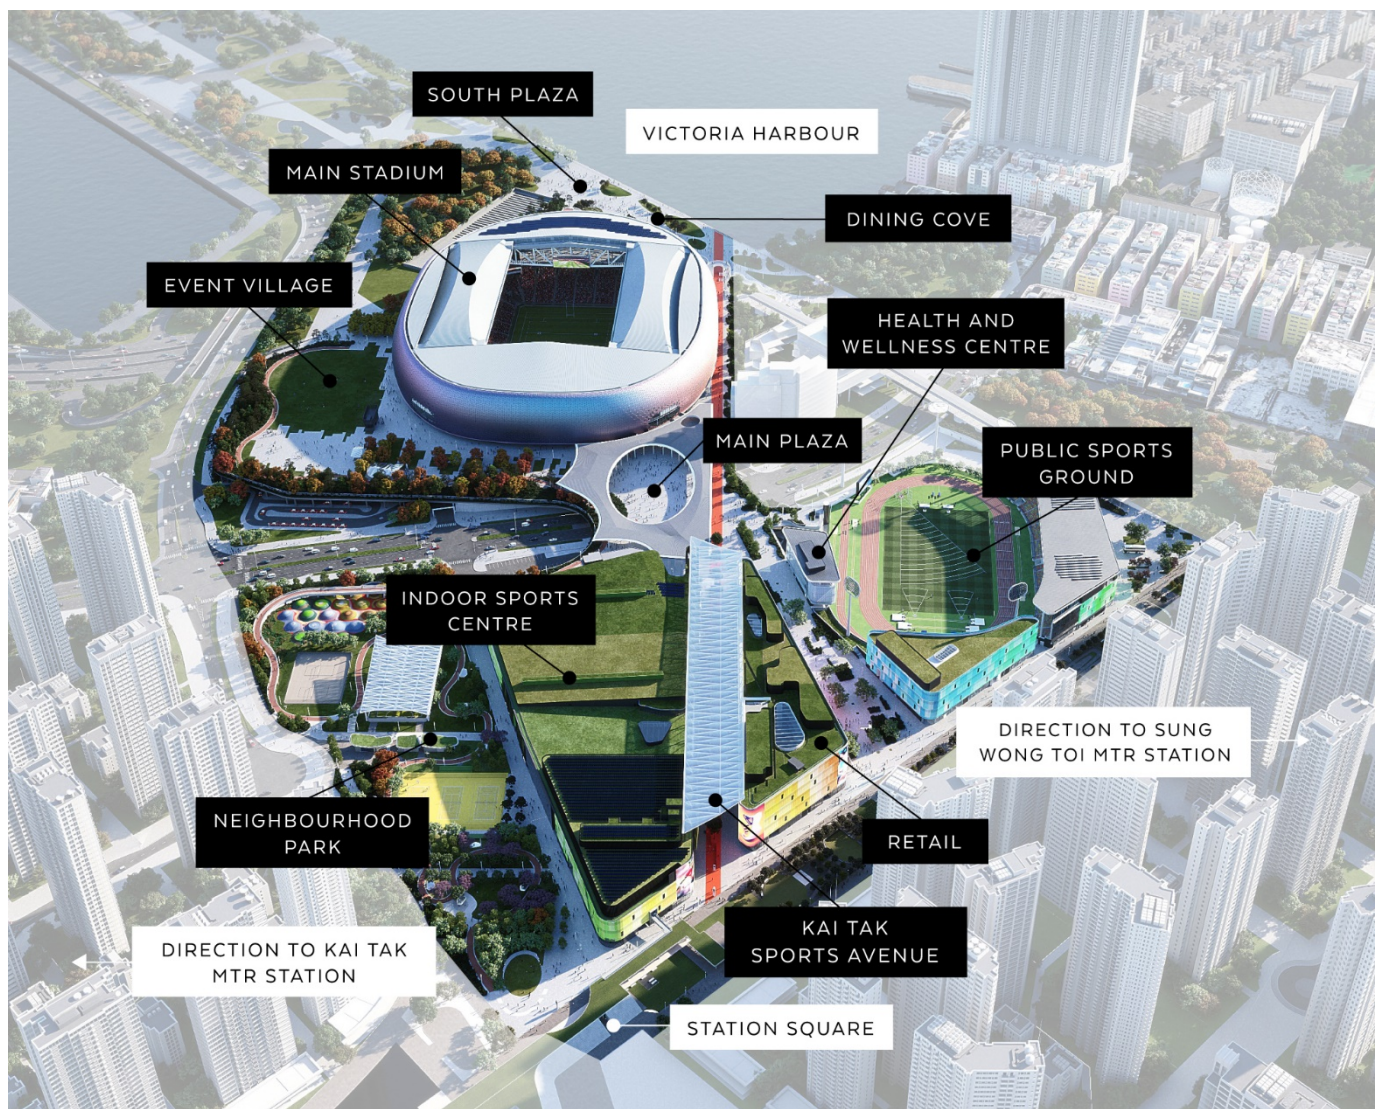 SOUTH PLAZA
VICTORIA HARBOUR
MAIN STADIUM
DINING COVE
EVENT VILLAGE
HEALTH AND
WELLNESS CENTRE
MAIN PLAZA
PUBLIC SPORTS
GROUND
INDOOR SPORTS
CENTRE
DIRECTION TO SUNG
WONG TOI MTR STATION
NEIGHBOURHOOD
PARK
RETAIL
KAI TAK
SPORTS AVENUE
DIRECTION TO KAI TAK
MTR STATION
STATION SQUARE